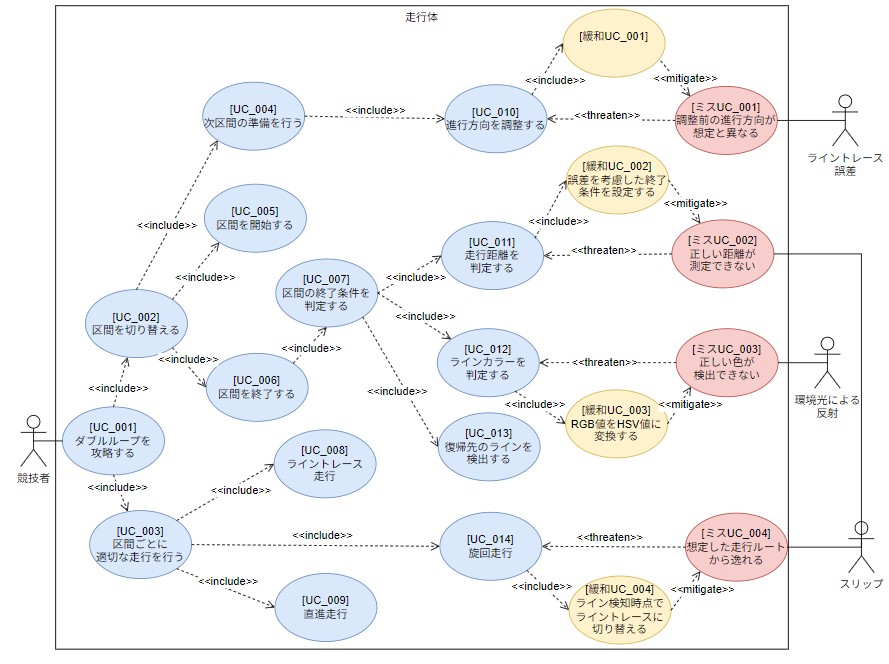 走行体
[緩和UC_001]
<<include>>
<<mitigate>>
[UC_004]
次区間の準備を行う
<<include>>
[UC_010]
進行方向を調整する
<<threaten>>
[ミスUC_001]
調整前の進行方向が
想定と異なる
ライントレース
誤差
[緩和UC_002]
誤差を考慮した終了
条件を設定する
<<mitigate>>
<<include>>
<<include>>
[UC_005]
区間を開始する
[UC_011]
走行距離を
判定する
<<threaten>>
[ミスUC_002]
正しい距離が
測定できない
<<include>>
[UC_007]
区間の終了条件を
判定する
<<include>>
<<include>>
[UC_002]
区間を切り替える
<<include>>
<<include>>
[UC_012]
ラインカラーを
判定する
<<threaten>>
[ミスUC_003]
正しい色が
検出できない
環境光による
反射
[UC_006]
区間を終了する
<<include>>
<<include>>
<<include>>
<<mitigate>>
[緩和UC_003]
RGB値をHSV値に
変換する
[UC_001]
ダブルループを
攻略する
競技者
[UC_013]
復帰先のラインを
検出する
[UC_008]
ライントレース
走行
<<include>>
<<include>>
[UC_003]
区間ごとに
適切な走行を行う
<<include>>
[UC_014]
旋回走行
<<threaten>>
[ミスUC_004]
想定した走行ルート
から逸れる
スリップ
<<include>>
[UC_009]
直進走行
<<include>>
[緩和UC_004]
ライン検知時点で
ライントレースに
切り替える
<<mitigate>>